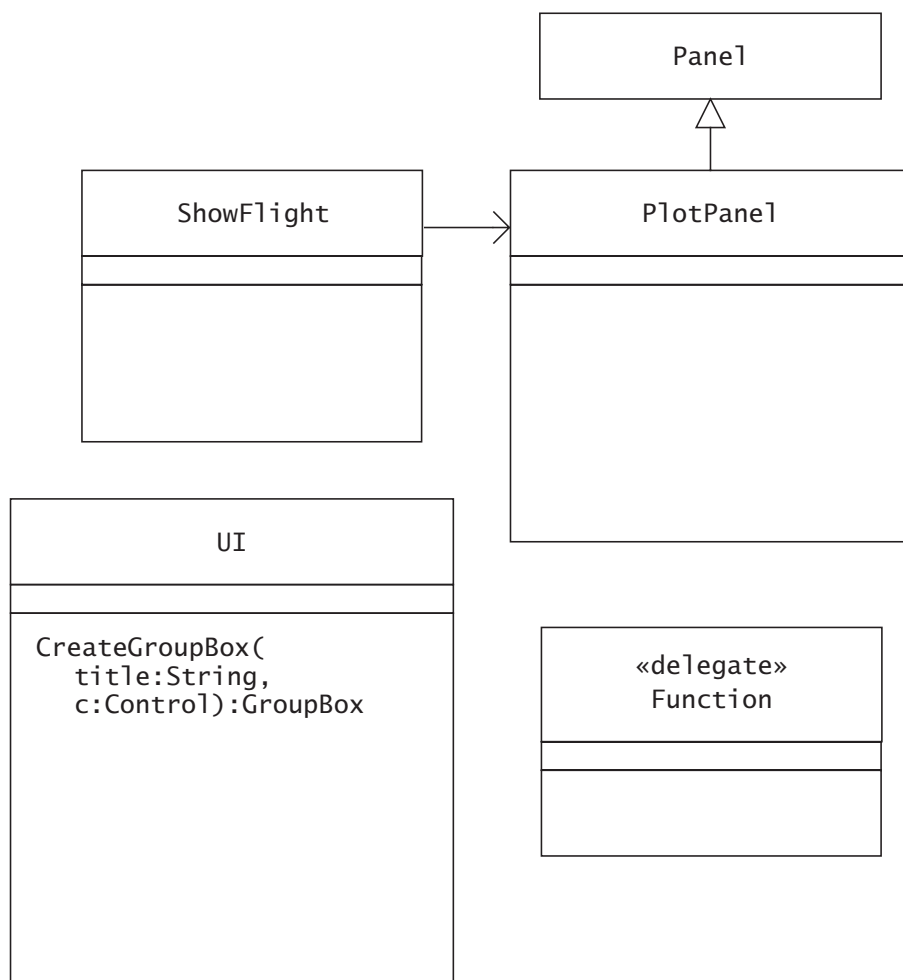 Panel
ShowFlight
PlotPanel
UI
CreateGroupBox(
title:String,
c:Control):GroupBox
«delegate»
Function